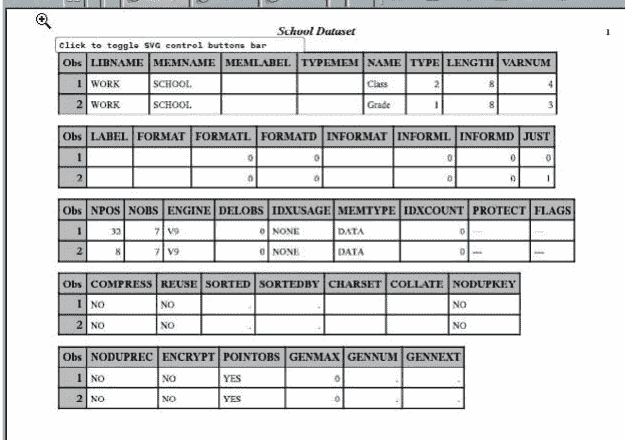 School Dataset
1
Click to toggle SVG control buttons bar
Obs LIBNAME MEMNAME MEMLABEL TYPEMEM NAME TYPE LENGTH VARNUM
1 WORK SCHOOL Class 2 8 4
2 WORK SCHOOL Grade 1 8 3
Obs LABEL FORMAT FORMATL FORMATD INFORMAT INFORML INFORMD JUST
1 0 0 0 0 0
2 0 0 0 0 1
Obs NPOS NOBS ENGINE DELOBS IDXUSAGE MEMTYPE IDXCOUNT PROTECT FLAGS
1 32 7 V9 0 NONE DATA 0 --- ---
2 8 7 V9 0 NONE DATA 0 --- ---
Obs COMPRESS REUSE SORTED SORTEDBY CHARSET COLLATE NODUPKEY
1 NO NO . . NO
2 NO NO . . NO
Obs NODUPREC ENCRYPT POINTOBS GENMAX GENNUM GENNEXT
1 NO NO YES 0 . .
2 NO NO YES 0 . .